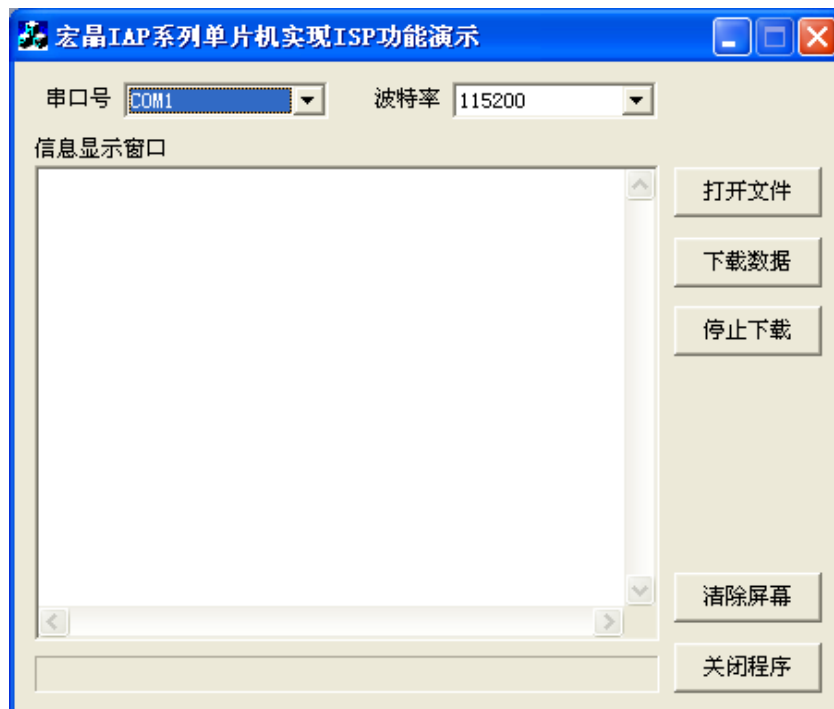 宏晶IAP系列单片机实现ISP功能演示
串口号 COM1 波特率 115200
信息显示窗口
打开文件
下载数据
停止下载
清除屏幕
关闭程序